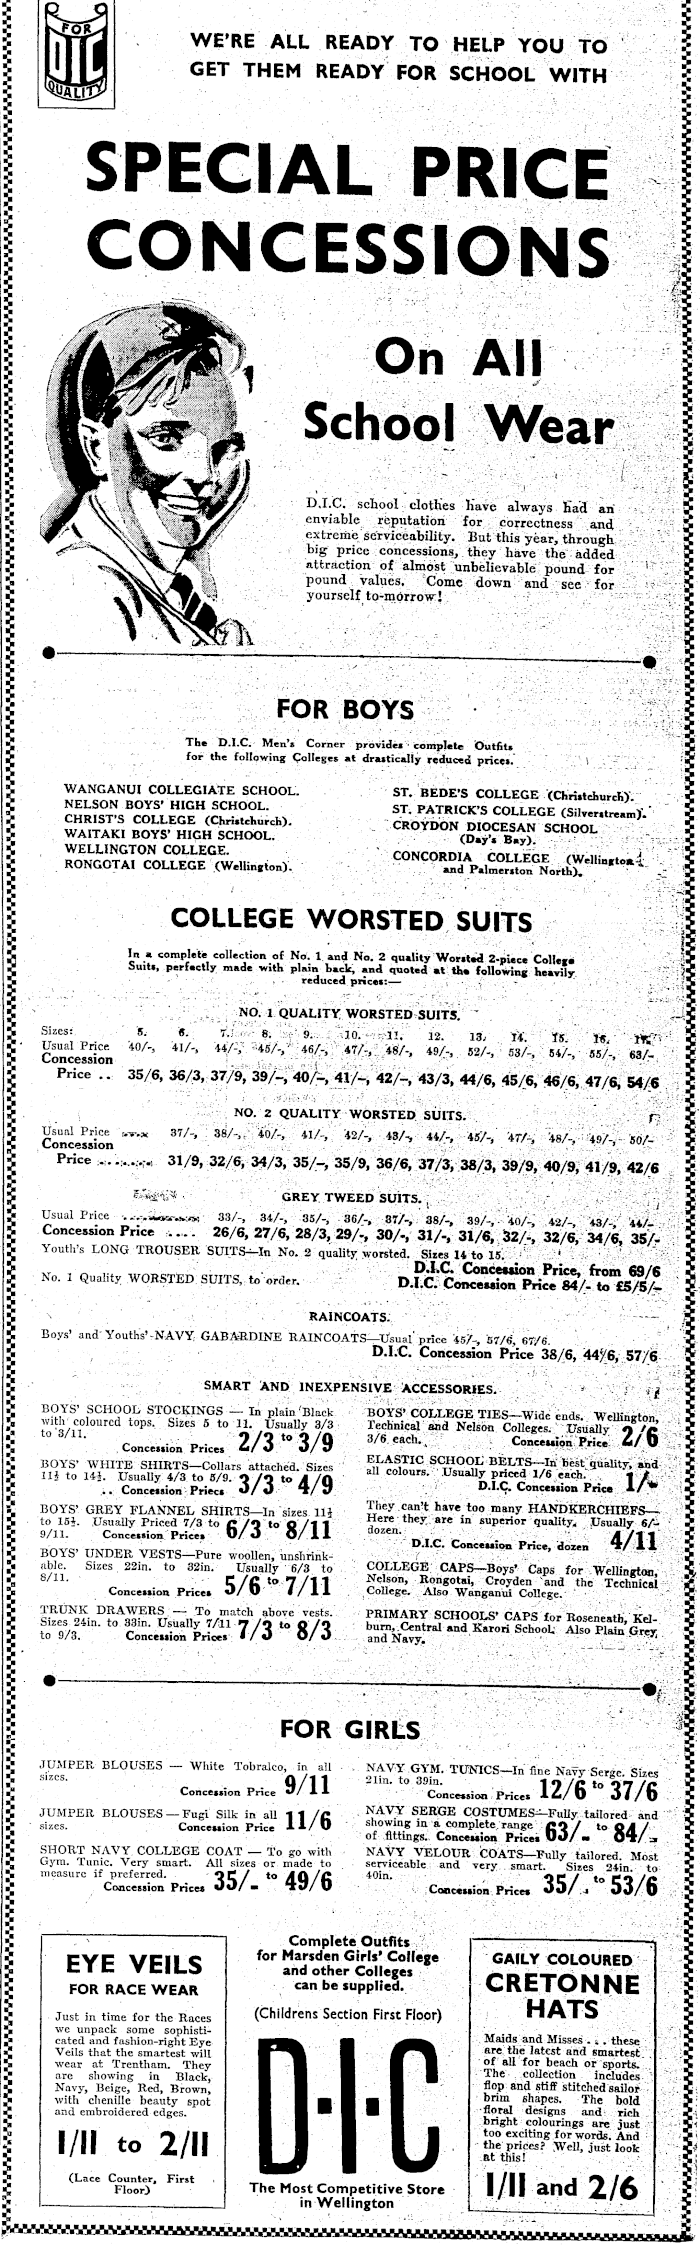 FOR
DIC
QUALITY
WE'RE ALL READY TO HELP YOU TO
GET THEM READY FOR SCHOOL WITH
SPECIAL PRICE
CONCESSIONS
On All
School Wear
D.I.C. school clothes have always had an
enviable reputation for correctness and
extreme serviceability. But this year, through
big price concessions, they have the added
attraction of almost unbelievable pound for
pound values. Come down and see for
yourself to-morrow!
FOR BOYS
The D.I.C. Men's Corner provides complete Outfits
for the following Colleges at drastically reduced prices.
WANGANUI COLLEGIATE SCHOOL.
NELSON BOYS' HIGH SCHOOL.
CHRIST'S COLLEGE (Christchurch).
WAITAKI BOYS' HIGH SCHOOL.
WELLINGTON COLLEGE.
RONGOTAI COLLEGE (Wellington).
ST. BEDE'S COLLEGE (Christchurch).
ST. PATRICK'S COLLEGE (Silverstream).
CROYDON DIOCESAN SCHOOL
(Day's Bay).
CONCORDIA COLLEGE (Wellington
and Palmerston North).
COLLEGE WORSTED SUITS
In a complete collection of No. 1 and No. 2 quality Worsted 2-piece College
Suits, perfectly made with plain back, and quoted at the following heavily
reduced prices:—
NO. 1 QUALITY WORSTED SUITS.
Sizes: 5. 6. 7. 8. 9. 10. 11. 12. 13. 14. 15. 16. 17.
Usual Price 40/-, 41/-, 44/-, 45/-, 46/-, 47/-, 48/-, 49/-, 52/-, 53/-, 54/-, 55/-, 63/-
Concession
Price .. 35/6, 36/3, 37/9, 39/-, 40/-, 41/-, 42/-, 43/3, 44/6, 45/6, 46/6, 47/6, 54/6
NO. 2 QUALITY WORSTED SUITS.
Usual Price .... 37/-, 38/-, 40/-, 41/-, 42/-, 43/-, 44/-, 45/-, 47/-, 48/-, 49/-, 50/-
Concession
Price ........ 31/9, 32/6, 34/3, 35/-, 35/9, 36/6, 37/3, 38/3, 39/9, 40/9, 41/9, 42/6
GREY TWEED SUITS.
Usual Price ............ 33/-, 34/-, 35/-, 36/-, 37/-, 38/-, 39/-, 40/-, 42/-, 43/-, 44/-
Concession Price .... 26/6, 27/6, 28/3, 29/-, 30/-, 31/-, 31/6, 32/-, 32/6, 34/6, 35/-
Youth's LONG TROUSER SUITS—In No. 2 quality worsted. Sizes 14 to 15.
D.I.C. Concession Price, from 69/6
No. 1 Quality WORSTED SUITS, to order.
D.I.C. Concession Price 84/- to £5/5/-
RAINCOATS.
Boys' and Youths' NAVY GABARDINE RAINCOATS—Usual price 45/-, 57/6, 67/6.
D.I.C. Concession Price 38/6, 44/6, 57/6
SMART AND INEXPENSIVE ACCESSORIES.
BOYS' SCHOOL STOCKINGS — In plain Black
with coloured tops. Sizes 5 to 11. Usually 3/3
to 3/11.
Concession Prices 2/3 to 3/9
BOYS' WHITE SHIRTS—Collars attached. Sizes
11½ to 14½. Usually 4/3 to 5/9.
.. Concession Prices 3/3 to 4/9
BOYS' GREY FLANNEL SHIRTS—In sizes 11½
to 15½. Usually Priced 7/3 to
9/11. Concession Prices 6/3 to 8/11
BOYS' UNDER VESTS—Pure woollen, unshrink-
able. Sizes 22in. to 32in. Usually 6/3 to
8/11.
Concession Prices 5/6 to 7/11
TRUNK DRAWERS — To match above vests.
Sizes 24in. to 33in. Usually 7/11
to 9/3. Concession Prices 7/3 to 8/3
BOYS' COLLEGE TIES—Wide ends. Wellington,
Technical and Nelson Colleges. Usually
3/6 each. Concession Price 2/6
ELASTIC SCHOOL BELTS—In best quality, and
all colours. Usually priced 1/6 each.
D.I.C. Concession Price 1/-
They can't have too many HANDKERCHIEFS—
Here they are in superior quality. Usually 6/-
dozen.
D.I.C. Concession Price, dozen 4/11
COLLEGE CAPS—Boys' Caps for Wellington,
Nelson, Rongotai, Croyden and the Technical
College. Also Wanganui College.
PRIMARY SCHOOLS' CAPS for Roseneath, Kel-
burn, Central and Karori School. Also Plain Grey
and Navy.
FOR GIRLS
JUMPER BLOUSES — White Tobralco, in all
sizes.
Concession Price 9/11
JUMPER BLOUSES—Fugi Silk in all
sizes. Concession Price 11/6
SHORT NAVY COLLEGE COAT — To go with
Gym. Tunic. Very smart. All sizes or made to
measure if preferred.
Concession Prices 35/- to 49/6
NAVY GYM. TUNICS—In fine Navy Serge. Sizes
21in. to 39in.
Concession Prices 12/6 to 37/6
NAVY SERGE COSTUMES—Fully tailored and
showing in a complete range
of fittings. Concession Prices 63/- to 84/-
NAVY VELOUR COATS—Fully tailored. Most
serviceable and very smart. Sizes 24in. to
40in.
Concession Prices 35/- to 53/6
EYE VEILS
FOR RACE WEAR
Just in time for the Races
we unpack some sophisti-
cated and fashion-right Eye
Veils that the smartest will
wear at Trentham. They
are showing in Black,
Navy, Beige, Red, Brown,
with chenille beauty spot
and embroidered edges.
1/11 to 2/11
(Lace Counter, First
Floor)
Complete Outfits
for Marsden Girls' College
and other Colleges
can be supplied.
(Childrens Section First Floor)
D·I·C
The Most Competitive Store
in Wellington
GAILY COLOURED
CRETONNE
HATS
Maids and Misses . . . these
are the latest and smartest
of all for beach or sports.
The collection includes
flop and stiff stitched sailor
brim shapes. The bold
floral designs and rich
bright colourings are just
too exciting for words. And
the prices? Well, just look
at this!
1/11 and 2/6